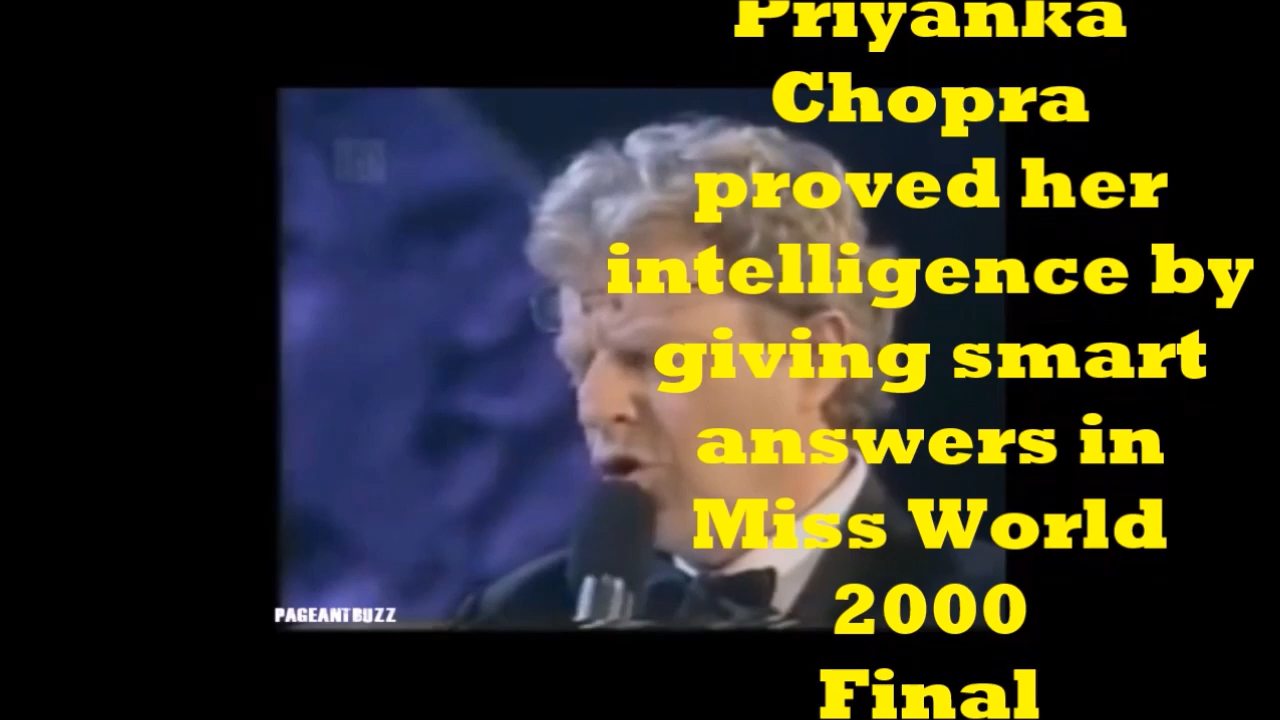 Priyanka
Chopra
proved her
intelligence by
giving smart
answers in
Miss World
2000
Final
PAGEANTBUZZ